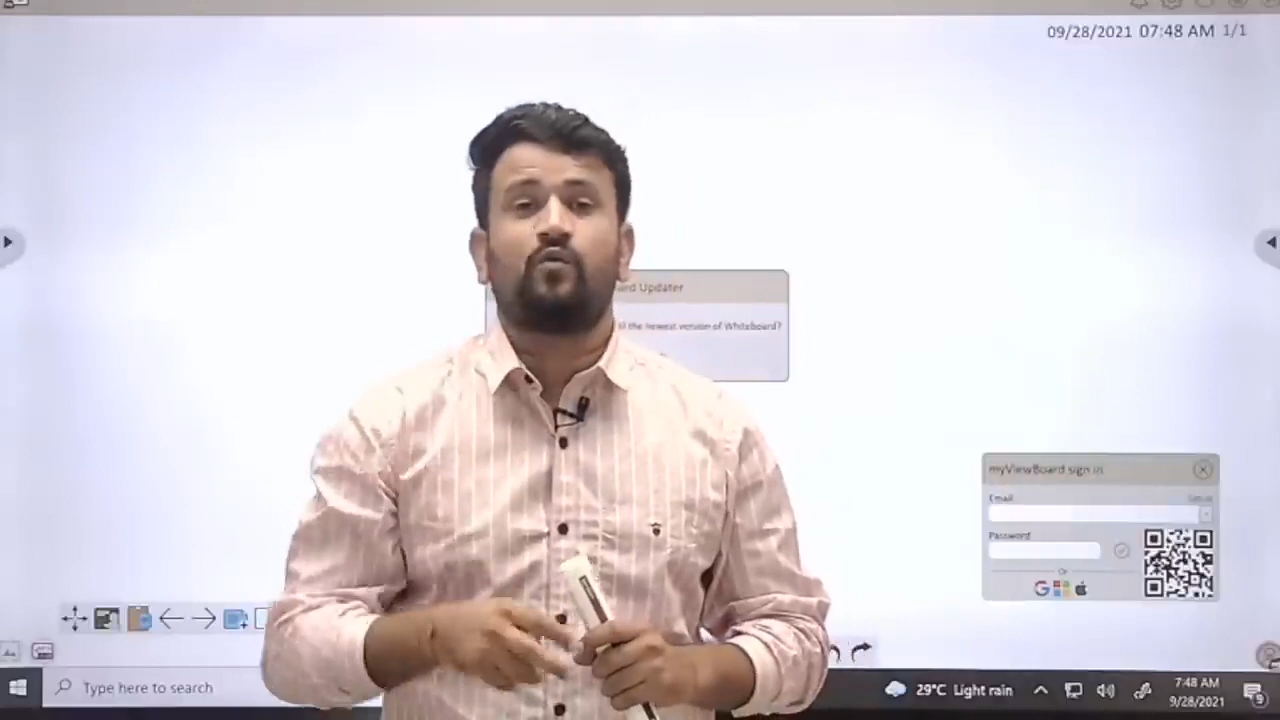 09/28/2021 07:48 AM 1/1
Updater
the newest version of Whiteboard?
myViewBoard sign in
Email
Password
Or
Type here to search
29°C Light rain
7:48 AM
9/28/2021